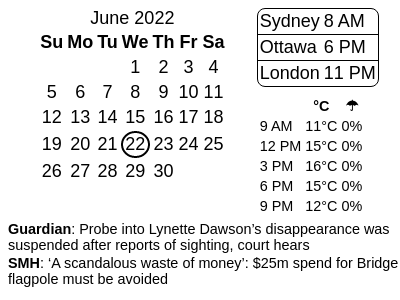 June 2022
Su Mo Tu We Th Fr Sa
1 2 3 4
5 6 7 8 9 10 11
12 13 14 15 16 17 18
19 20 21 22 23 24 25
26 27 28 29 30
Sydney 8 AM
Ottawa 6 PM
London 11 PM
°C ☂
9 AM 11°C 0%
12 PM 15°C 0%
3 PM 16°C 0%
6 PM 15°C 0%
9 PM 12°C 0%
Guardian: Probe into Lynette Dawson’s disappearance was
suspended after reports of sighting, court hears
SMH: ‘A scandalous waste of money’: $25m spend for Bridge
flagpole must be avoided